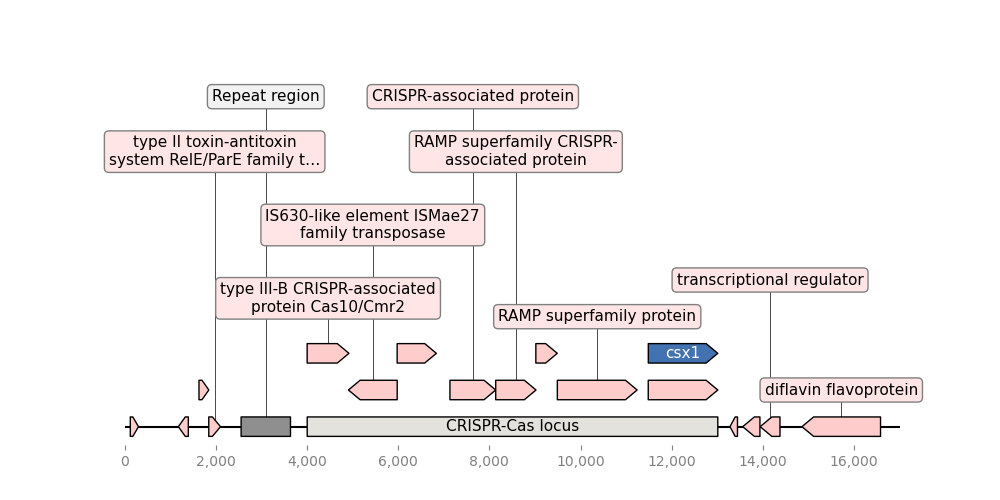 Repeat region
CRISPR-associated protein
type II toxin-antitoxin
system RelE/ParE family t…
RAMP superfamily CRISPR-
associated protein
IS630-like element ISMae27
family transposase
type III-B CRISPR-associated
protein Cas10/Cmr2
transcriptional regulator
RAMP superfamily protein
csx1
diflavin flavoprotein
CRISPR-Cas locus
0
2,000
4,000
6,000
8,000
10,000
12,000
14,000
16,000